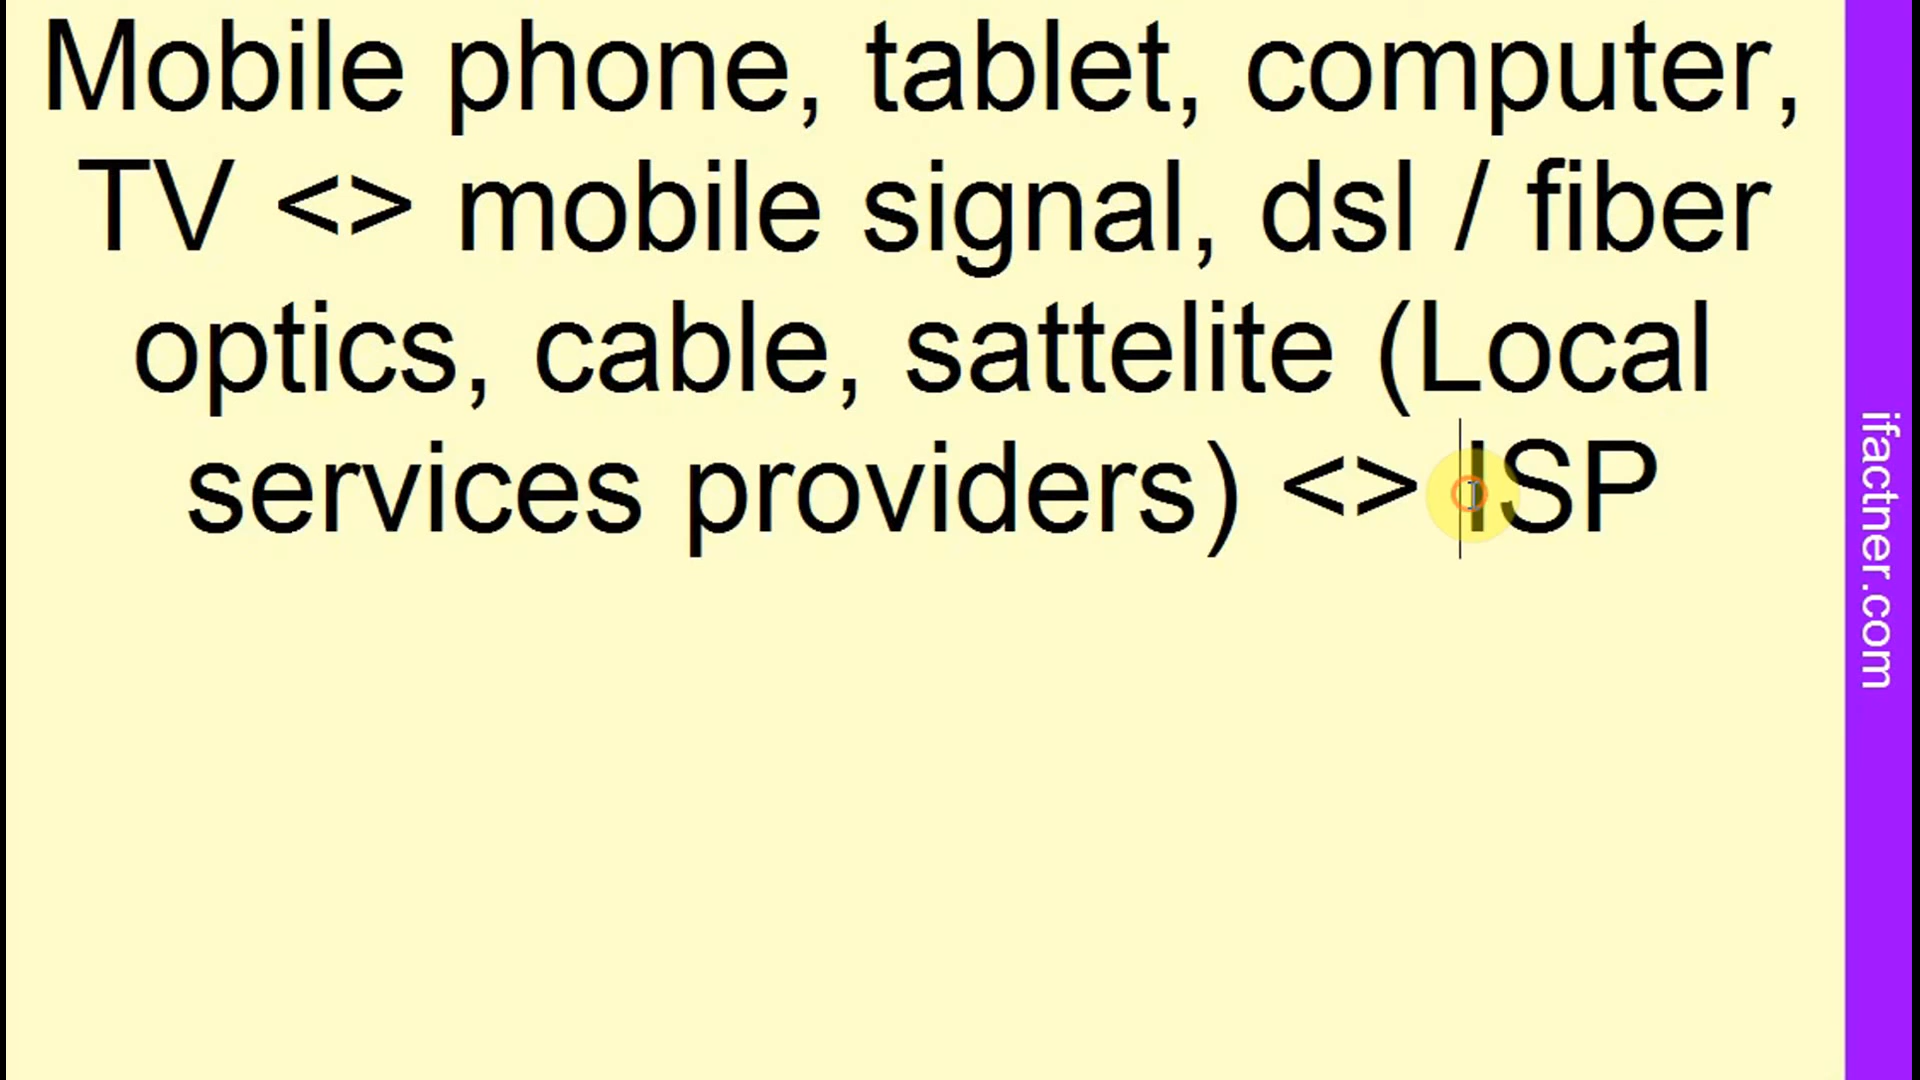 Mobile phone, tablet, computer,
TV <> mobile signal, dsl / fiber
optics, cable, sattelite (Local
services providers) <> ISP
ifactner.com